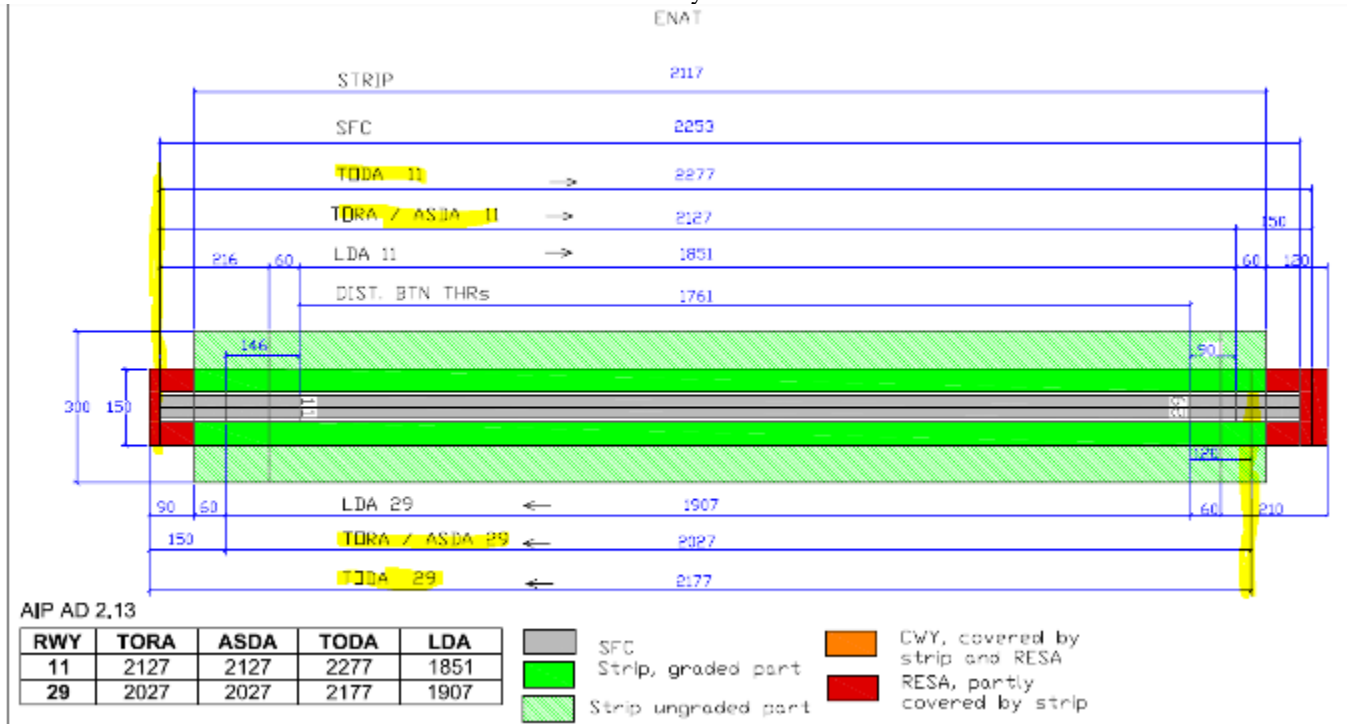 ENAT
STRIP 2117
SFC 2253
TODA 11 → 2277
TORA / ASDA 11 → 2127
150
LDA 11 → 1851
216 60 60 120
DIST. BTN THRs 1761
146 90
300 150 11 29
120
90 60 LDA 29 ← 1907 60 210
150 TORA / ASDA 29 ← 2027
TODA 29 ← 2177
AIP AD 2.13
RWY TORA ASDA TODA LDA
11 2127 2127 2277 1851
29 2027 2027 2177 1907
SFC
Strip, graded part
Strip ungraded part
CWY, covered by
strip and RESA
RESA, partly
covered by strip